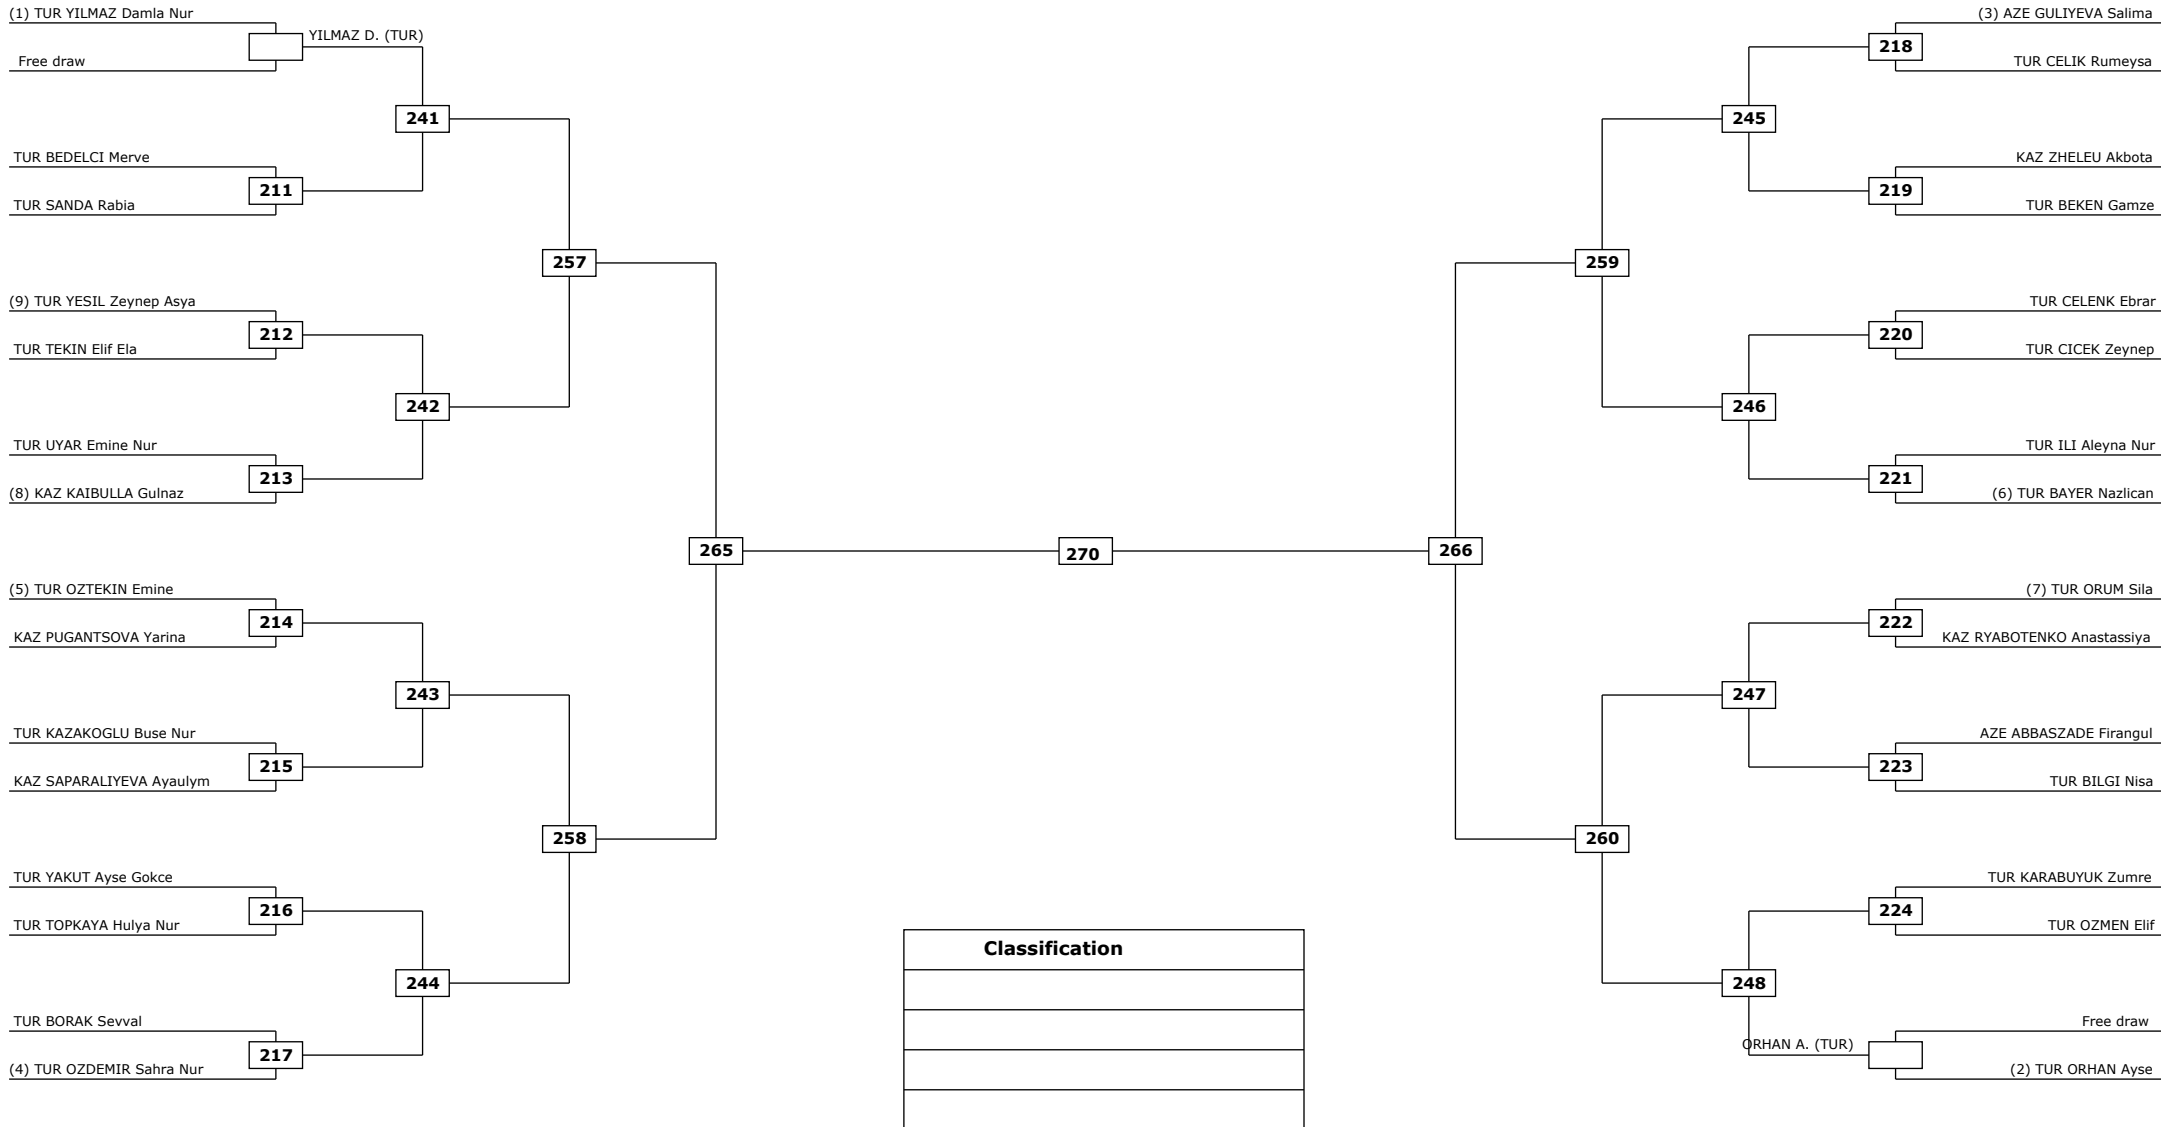 (1) TUR YILMAZ Damla Nur
YILMAZ D. (TUR)
Free draw
241
TUR BEDELCI Merve
211
TUR SANDA Rabia
257
(9) TUR YESIL Zeynep Asya
212
TUR TEKIN Elif Ela
242
TUR UYAR Emine Nur
213
(8) KAZ KAIBULLA Gulnaz
265
(5) TUR OZTEKIN Emine
214
KAZ PUGANTSOVA Yarina
243
TUR KAZAKOGLU Buse Nur
215
KAZ SAPARALIYEVA Ayaulym
258
TUR YAKUT Ayse Gokce
216
TUR TOPKAYA Hulya Nur
244
TUR BORAK Sevval
217
(4) TUR OZDEMIR Sahra Nur
270
Classification
(3) AZE GULIYEVA Salima
218
TUR CELIK Rumeysa
245
KAZ ZHELEU Akbota
219
TUR BEKEN Gamze
259
TUR CELENK Ebrar
220
TUR CICEK Zeynep
246
TUR ILI Aleyna Nur
221
(6) TUR BAYER Nazlican
266
(7) TUR ORUM Sila
222
KAZ RYABOTENKO Anastassiya
247
AZE ABBASZADE Firangul
223
TUR BILGI Nisa
260
TUR KARABUYUK Zumre
224
TUR OZMEN Elif
248
Free draw
ORHAN A. (TUR)
(2) TUR ORHAN Ayse